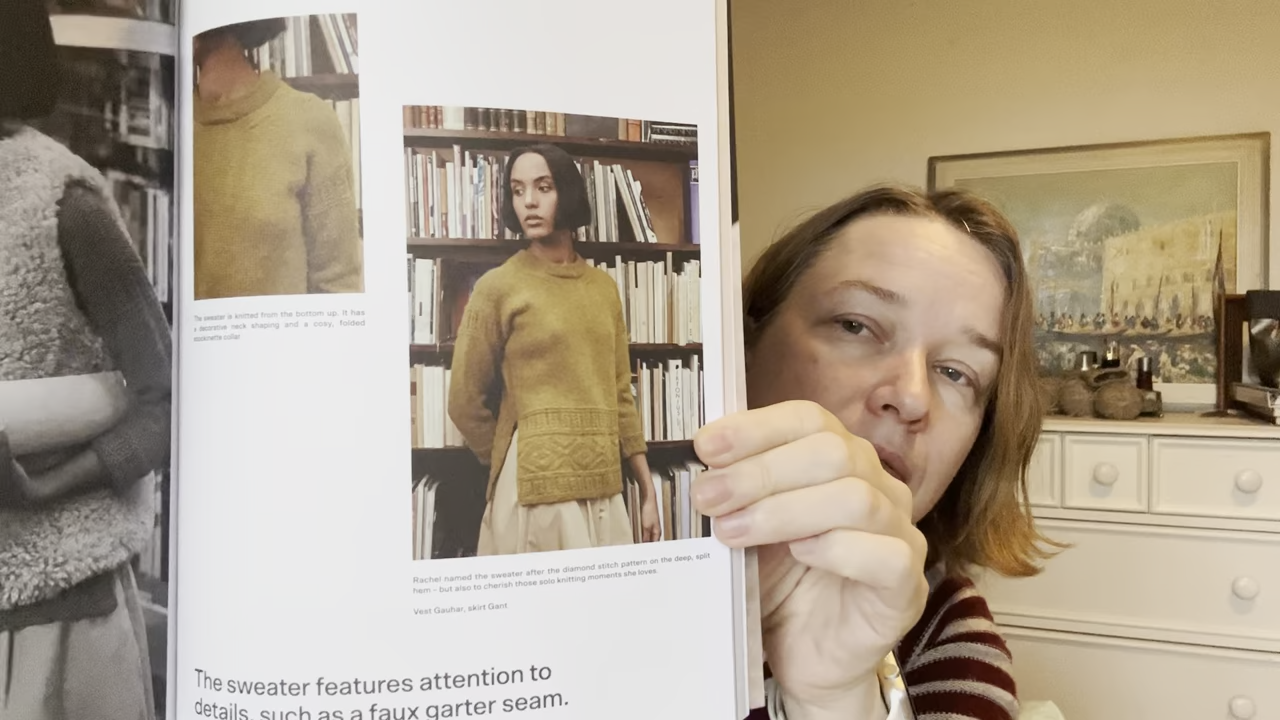 The sweater is knitted from the bottom up. It has
a decorative neck shaping and a cosy, folded
stockinette collar.
Rachel named the sweater after the diamond stitch pattern on the deep, split
hem – but also to cherish those solo knitting moments she loves.
Vest Gauhar, skirt Gant
The sweater features attention to
details, such as a faux garter seam.